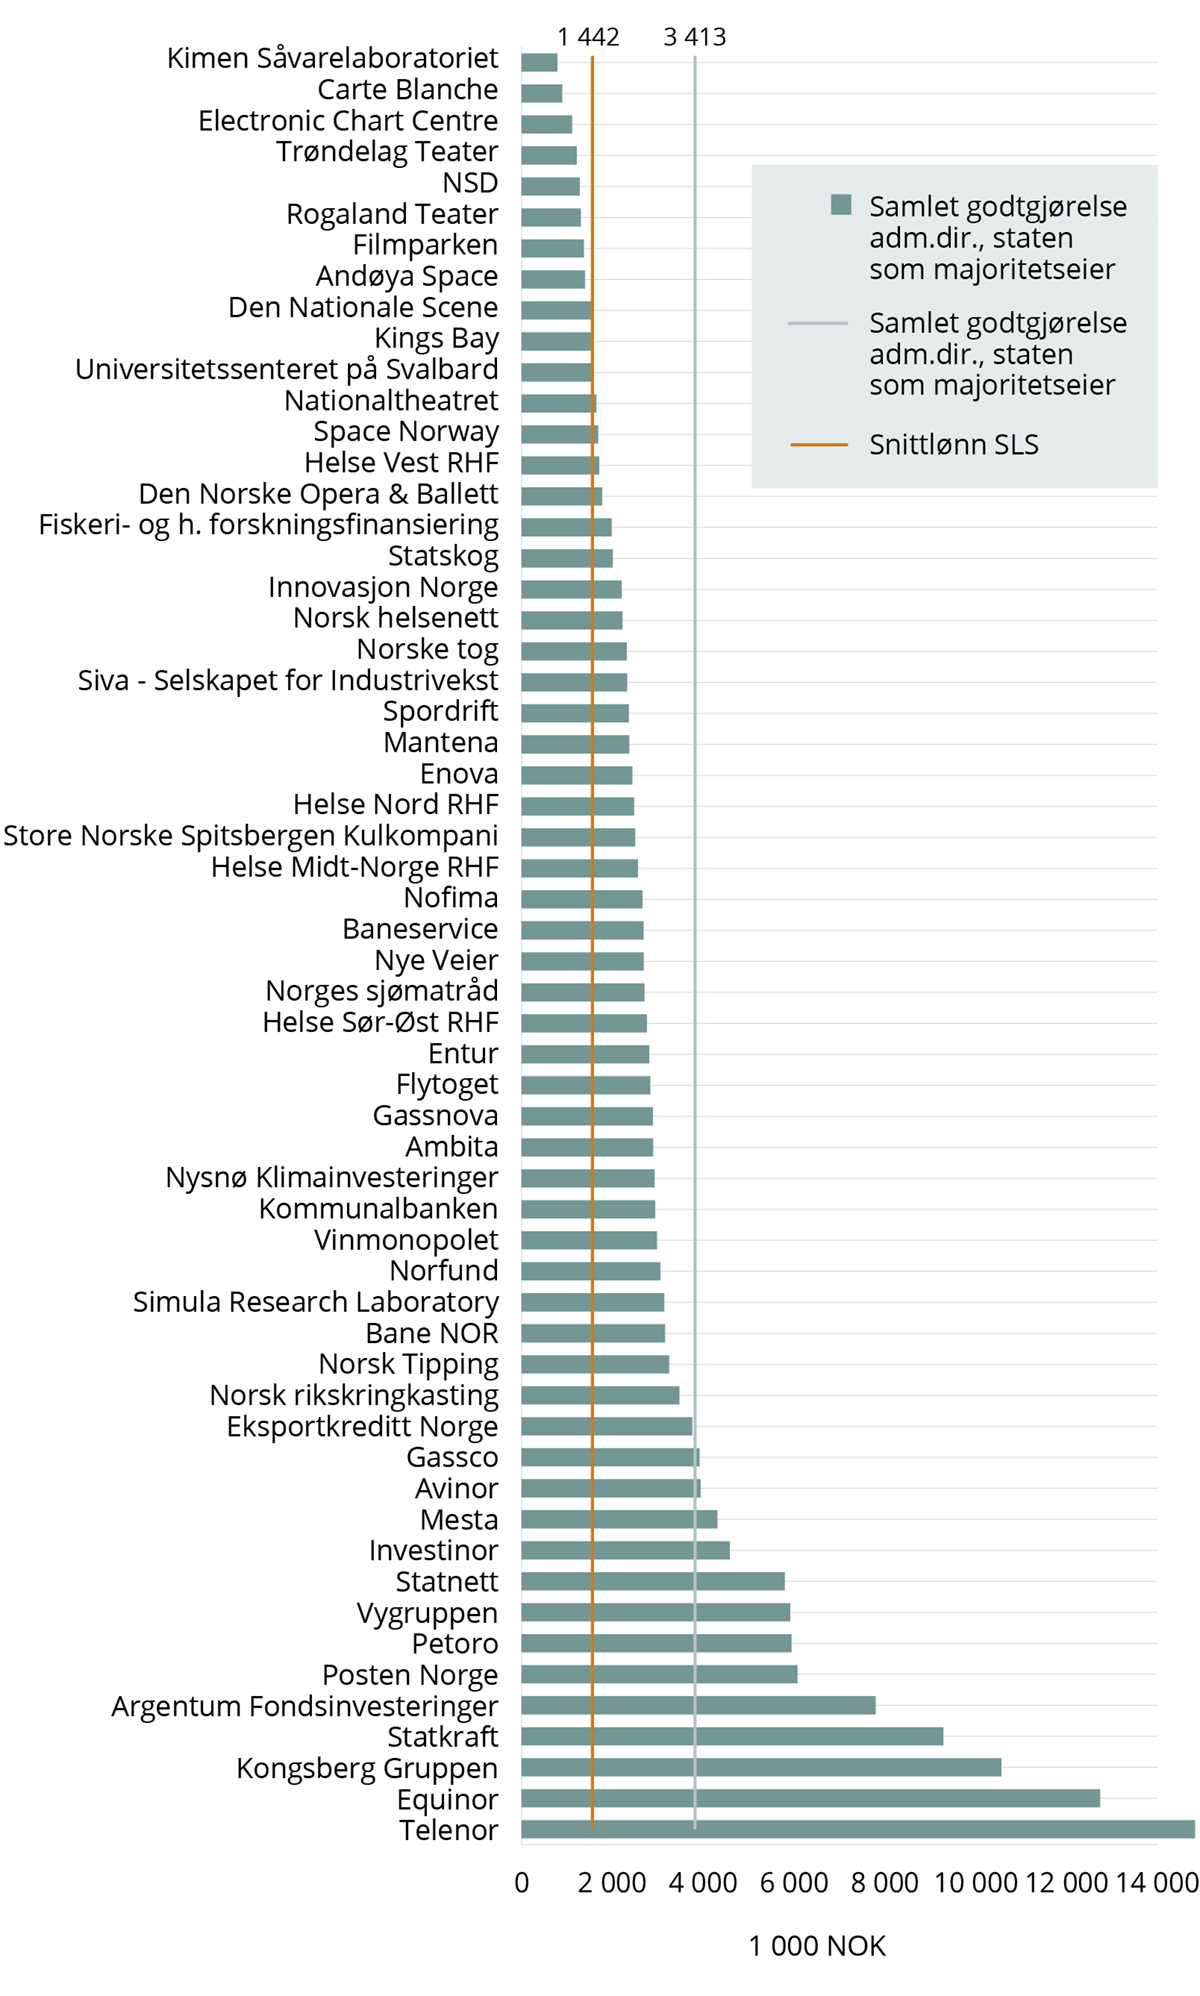 1 442 3 413
Kimen Såvarelaboratoriet
Carte Blanche
Electronic Chart Centre
Trøndelag Teater
NSD
Rogaland Teater
Filmparken
Andøya Space
Den Nationale Scene
Kings Bay
Universitetssenteret på Svalbard
Nationaltheatret
Space Norway
Helse Vest RHF
Den Norske Opera & Ballett
Fiskeri- og h. forskningsfinansiering
Statskog
Innovasjon Norge
Norsk helsenett
Norske tog
Siva - Selskapet for Industrivekst
Spordrift
Mantena
Enova
Helse Nord RHF
Store Norske Spitsbergen Kulkompani
Helse Midt-Norge RHF
Nofima
Baneservice
Nye Veier
Norges sjømatråd
Helse Sør-Øst RHF
Entur
Flytoget
Gassnova
Ambita
Nysnø Klimainvesteringer
Kommunalbanken
Vinmonopolet
Norfund
Simula Research Laboratory
Bane NOR
Norsk Tipping
Norsk rikskringkasting
Eksportkreditt Norge
Gassco
Avinor
Mesta
Investinor
Statnett
Vygruppen
Petoro
Posten Norge
Argentum Fondsinvesteringer
Statkraft
Kongsberg Gruppen
Equinor
Telenor
Samlet godtgjørelse
adm.dir., staten
som majoritetseier
Samlet godtgjørelse
adm.dir., staten
som majoritetseier
Snittlønn SLS
0 2 000 4 000 6 000 8 000 10 000 12 000 14 000
1 000 NOK